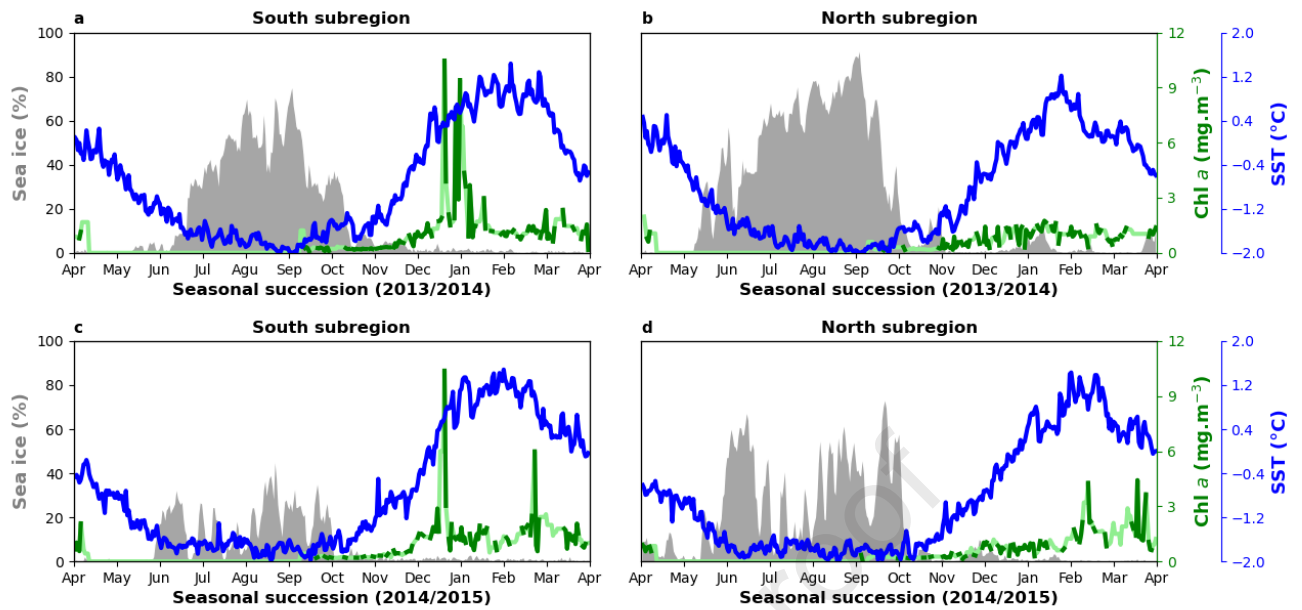 a South subregion
b North subregion
100 80 60 40 20 0
Sea ice (%)
12 9 6 3 0
Chl a (mg.m⁻³)
2.0 1.2 0.4 −0.4 −1.2 −2.0
SST (°C)
Apr May Jun Jul Agu Sep Oct Nov Dec Jan Feb Mar Apr
Apr May Jun Jul Agu Sep Oct Nov Dec Jan Feb Mar Apr
Seasonal succession (2013/2014)
Seasonal succession (2013/2014)
c South subregion
d North subregion
100 80 60 40 20 0
Sea ice (%)
12 9 6 3 0
Chl a (mg.m⁻³)
2.0 1.2 0.4 −0.4 −1.2 −2.0
SST (°C)
Apr May Jun Jul Agu Sep Oct Nov Dec Jan Feb Mar Apr
Apr May Jun Jul Agu Sep Oct Nov Dec Jan Feb Mar Apr
Seasonal succession (2014/2015)
Seasonal succession (2014/2015)